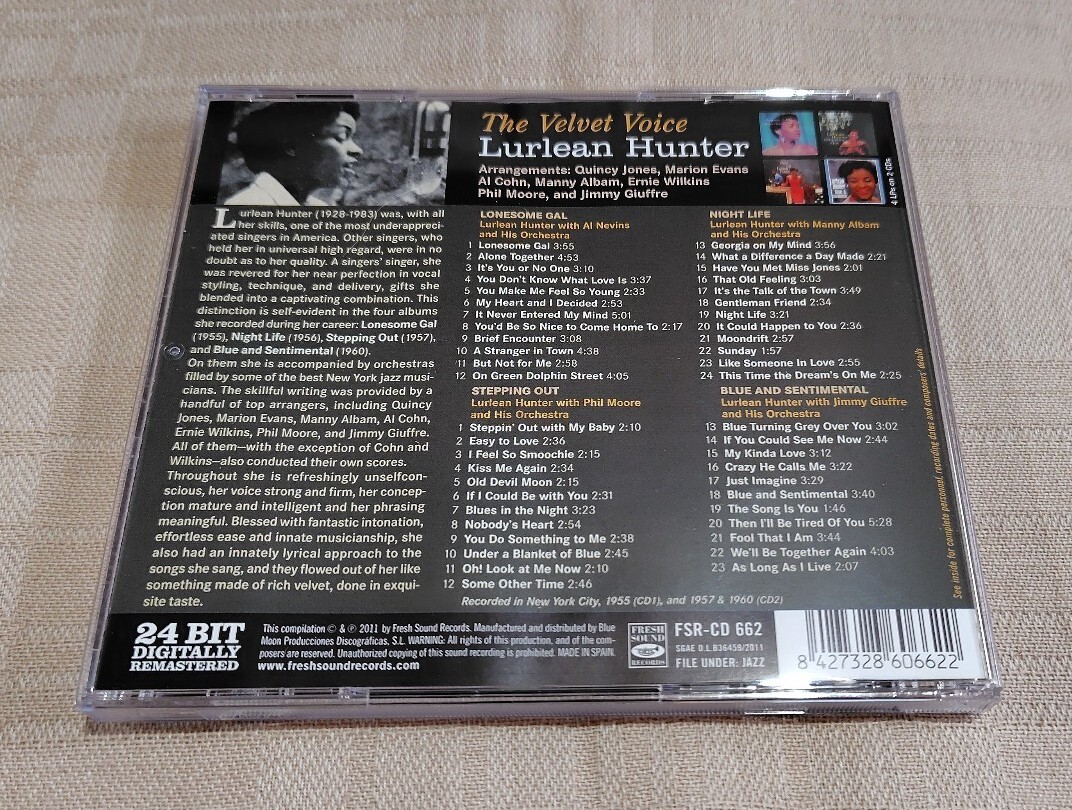 The Velvet Voice
Lurlean Hunter
Arrangements: Quincy Jones, Marion Evans
Al Cohn, Manny Albam, Ernie Wilkins
Phil Moore, and Jimmy Giuffre
4 LPs on 2 CDs
Lurlean Hunter (1928-1983) was, with all
her skills, one of the most underappreci-
ated singers in America. Other singers, who
held her in universal high regard, were in no
doubt as to her quality. A singers' singer, she
was revered for her near perfection in vocal
styling, technique, and delivery, gifts she
blended into a captivating combination. This
distinction is self-evident in the four albums
she recorded during her career: Lonesome Gal
(1955), Night Life (1956), Stepping Out (1957),
and Blue and Sentimental (1960).
On them she is accompanied by orchestras
filled by some of the best New York jazz musi-
cians. The skillful writing was provided by a
handful of top arrangers, including Quincy
Jones, Marion Evans, Manny Albam, Al Cohn,
Ernie Wilkins, Phil Moore, and Jimmy Giuffre.
All of them—with the exception of Cohn and
Wilkins—also conducted their own scores.
Throughout she is refreshingly unselfcon-
scious, her voice strong and firm, her concep-
tion mature and intelligent and her phrasing
meaningful. Blessed with fantastic intonation,
effortless ease and innate musicianship, she
also had an innately lyrical approach to the
songs she sang, and they flowed out of her like
something made of rich velvet, done in exqui-
site taste.
LONESOME GAL
Lurlean Hunter with Al Nevins
and His Orchestra
1 Lonesome Gal 3:55
2 Alone Together 4:53
3 It's You or No One 3:10
4 You Don't Know What Love Is 3:37
5 You Make Me Feel So Young 2:33
6 My Heart and I Decided 2:53
7 It Never Entered My Mind 5:01
8 You'd Be So Nice to Come Home To 2:17
9 Brief Encounter 3:08
10 A Stranger in Town 4:38
11 But Not for Me 2:58
12 On Green Dolphin Street 4:05
NIGHT LIFE
Lurlean Hunter with Manny Albam
and His Orchestra
13 Georgia on My Mind 3:56
14 What a Difference a Day Made 2:21
15 Have You Met Miss Jones 2:01
16 That Old Feeling 3:03
17 It's the Talk of the Town 3:49
18 Gentleman Friend 2:34
19 Night Life 3:21
20 It Could Happen to You 2:36
21 Moondrift 2:57
22 Sunday 1:57
23 Like Someone In Love 2:55
24 This Time the Dream's On Me 2:25
STEPPING OUT
Lurlean Hunter with Phil Moore
and His Orchestra
1 Steppin' Out with My Baby 2:10
2 Easy to Love 2:36
3 I Feel So Smoochie 2:15
4 Kiss Me Again 2:34
5 Old Devil Moon 2:15
6 If I Could Be with You 2:31
7 Blues in the Night 3:23
8 Nobody's Heart 2:54
9 You Do Something to Me 2:38
10 Under a Blanket of Blue 2:45
11 Oh! Look at Me Now 2:10
12 Some Other Time 2:46
BLUE AND SENTIMENTAL
Lurlean Hunter with Jimmy Giuffre
and His Orchestra
13 Blue Turning Grey Over You 3:02
14 If You Could See Me Now 2:44
15 My Kinda Love 3:12
16 Crazy He Calls Me 3:22
17 Just Imagine 3:29
18 Blue and Sentimental 3:40
19 The Song Is You 1:46
20 Then I'll Be Tired Of You 5:28
21 Fool That I Am 3:44
22 We'll Be Together Again 4:03
23 As Long As I Live 2:07
Recorded in New York City, 1955 (CD1), and 1957 & 1960 (CD2)
See inside for complete personnel, recording dates and composers' details
24 BIT
DIGITALLY
REMASTERED
This compilation © & ℗ 2011 by Fresh Sound Records. Manufactured and distributed by Blue
Moon Producciones Discográficas, S.L. WARNING: All rights of this production, and of the com-
posers are reserved. Unauthorized copying of this sound recording is prohibited. MADE IN SPAIN.
www.freshsoundrecords.com
FRESH
SOUND
RECORDS
FSR-CD 662
SGAE D.L.B36459/2011
FILE UNDER: JAZZ
8 427328 606622